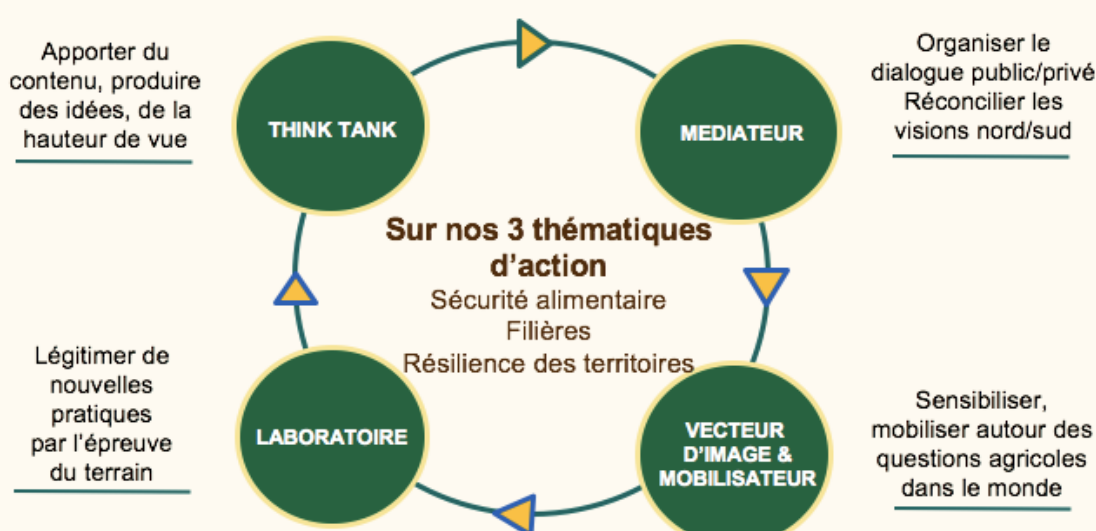 Apporter du
contenu, produire
des idées, de la
hauteur de vue
THINK TANK
MEDIATEUR
Organiser le
dialogue public/privé
Réconcilier les
visions nord/sud
Sur nos 3 thématiques
d'action
Sécurité alimentaire
Filières
Résilience des territoires
Légitimer de
nouvelles
pratiques
par l'épreuve
du terrain
LABORATOIRE
VECTEUR
D'IMAGE &
MOBILISATEUR
Sensibiliser,
mobiliser autour des
questions agricoles
dans le monde